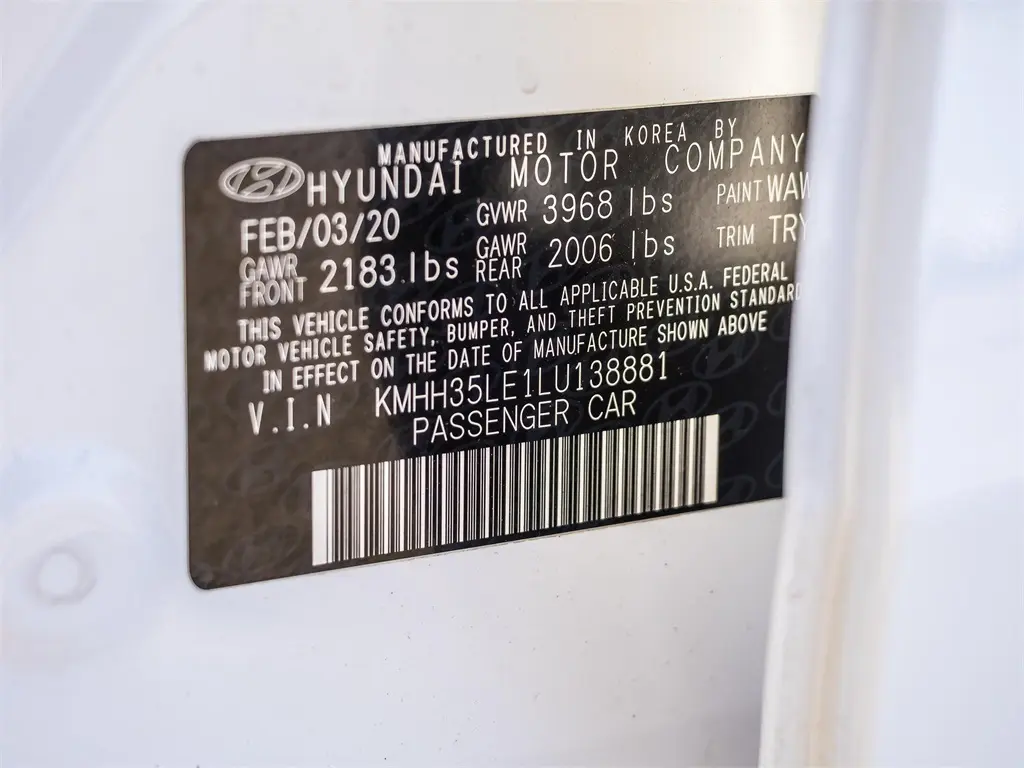 MANUFACTURED IN KOREA BY
HYUNDAI MOTOR COMPANY
FEB/03/20 GVWR 3968 lbs PAINT WAW
GAWR FRONT 2183 lbs GAWR REAR 2006 lbs TRIM TRY
THIS VEHICLE CONFORMS TO ALL APPLICABLE U.S.A. FEDERAL
MOTOR VEHICLE SAFETY, BUMPER, AND THEFT PREVENTION STANDARD
IN EFFECT ON THE DATE OF MANUFACTURE SHOWN ABOVE
V.I.N KMHH35LE1LU138881
PASSENGER CAR